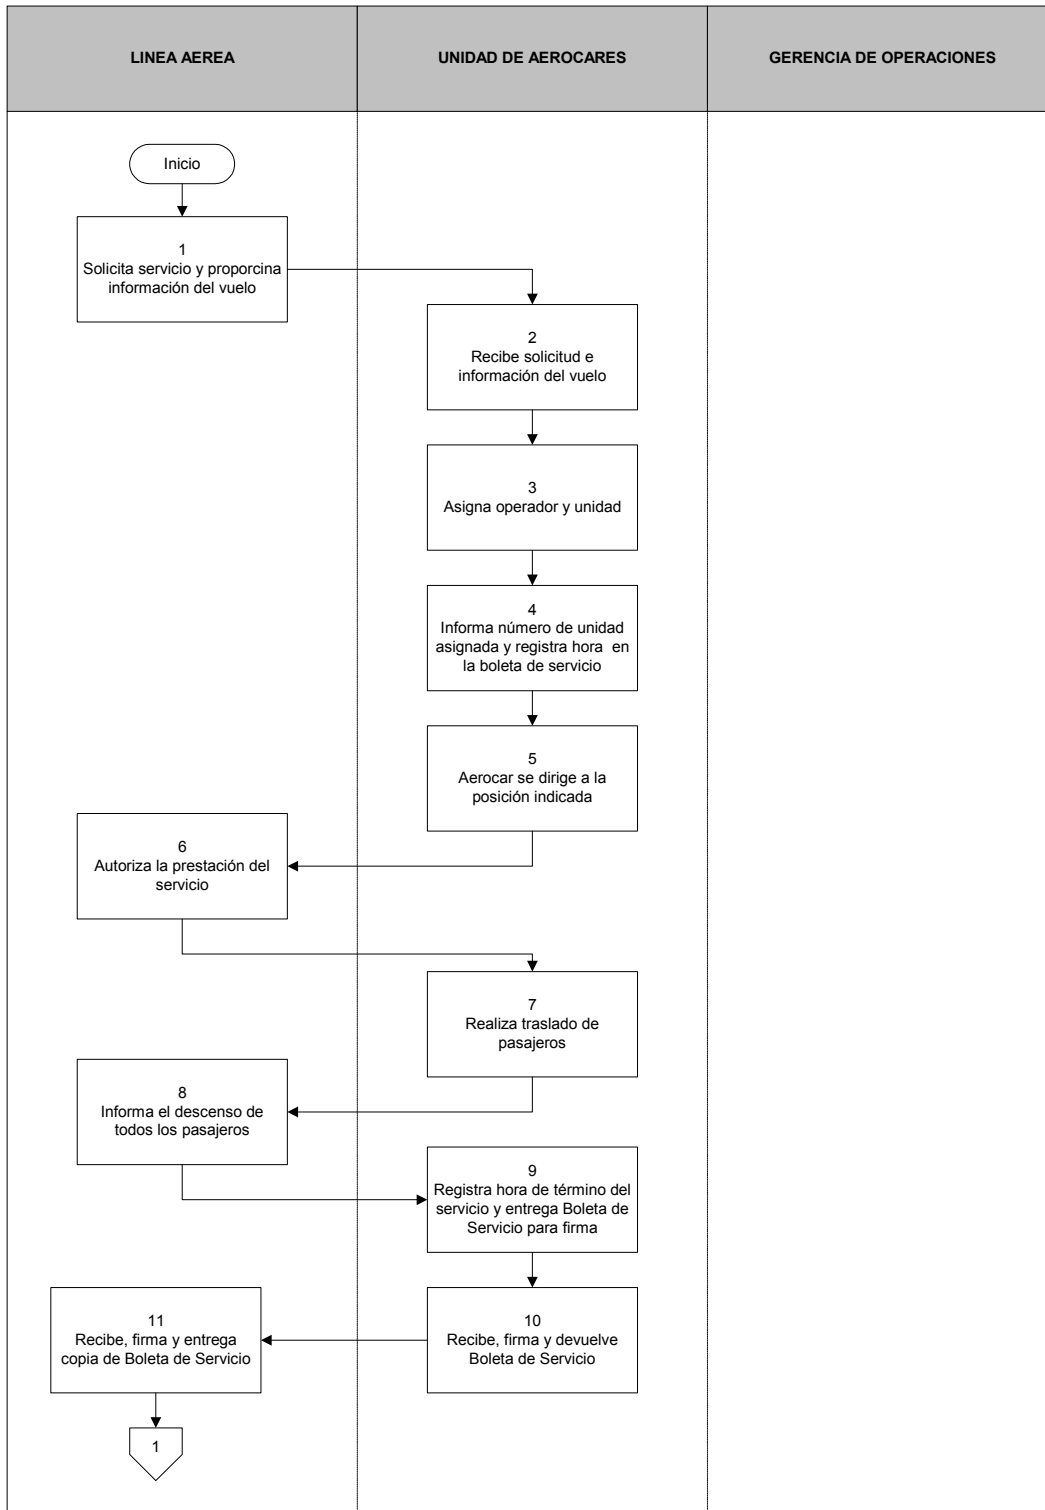 LINEA AEREA
UNIDAD DE AEROCARES
GERENCIA DE OPERACIONES
Inicio
1
Solicita servicio y proporcina
información del vuelo
2
Recibe solicitud e
información del vuelo
3
Asigna operador y unidad
4
Informa número de unidad
asignada y registra hora en
la boleta de servicio
5
Aerocar se dirige a la
posición indicada
6
Autoriza la prestación del
servicio
7
Realiza traslado de
pasajeros
8
Informa el descenso de
todos los pasajeros
9
Registra hora de término del
servicio y entrega Boleta de
Servicio para firma
10
Recibe, firma y devuelve
Boleta de Servicio
11
Recibe, firma y entrega
copia de Boleta de Servicio
1